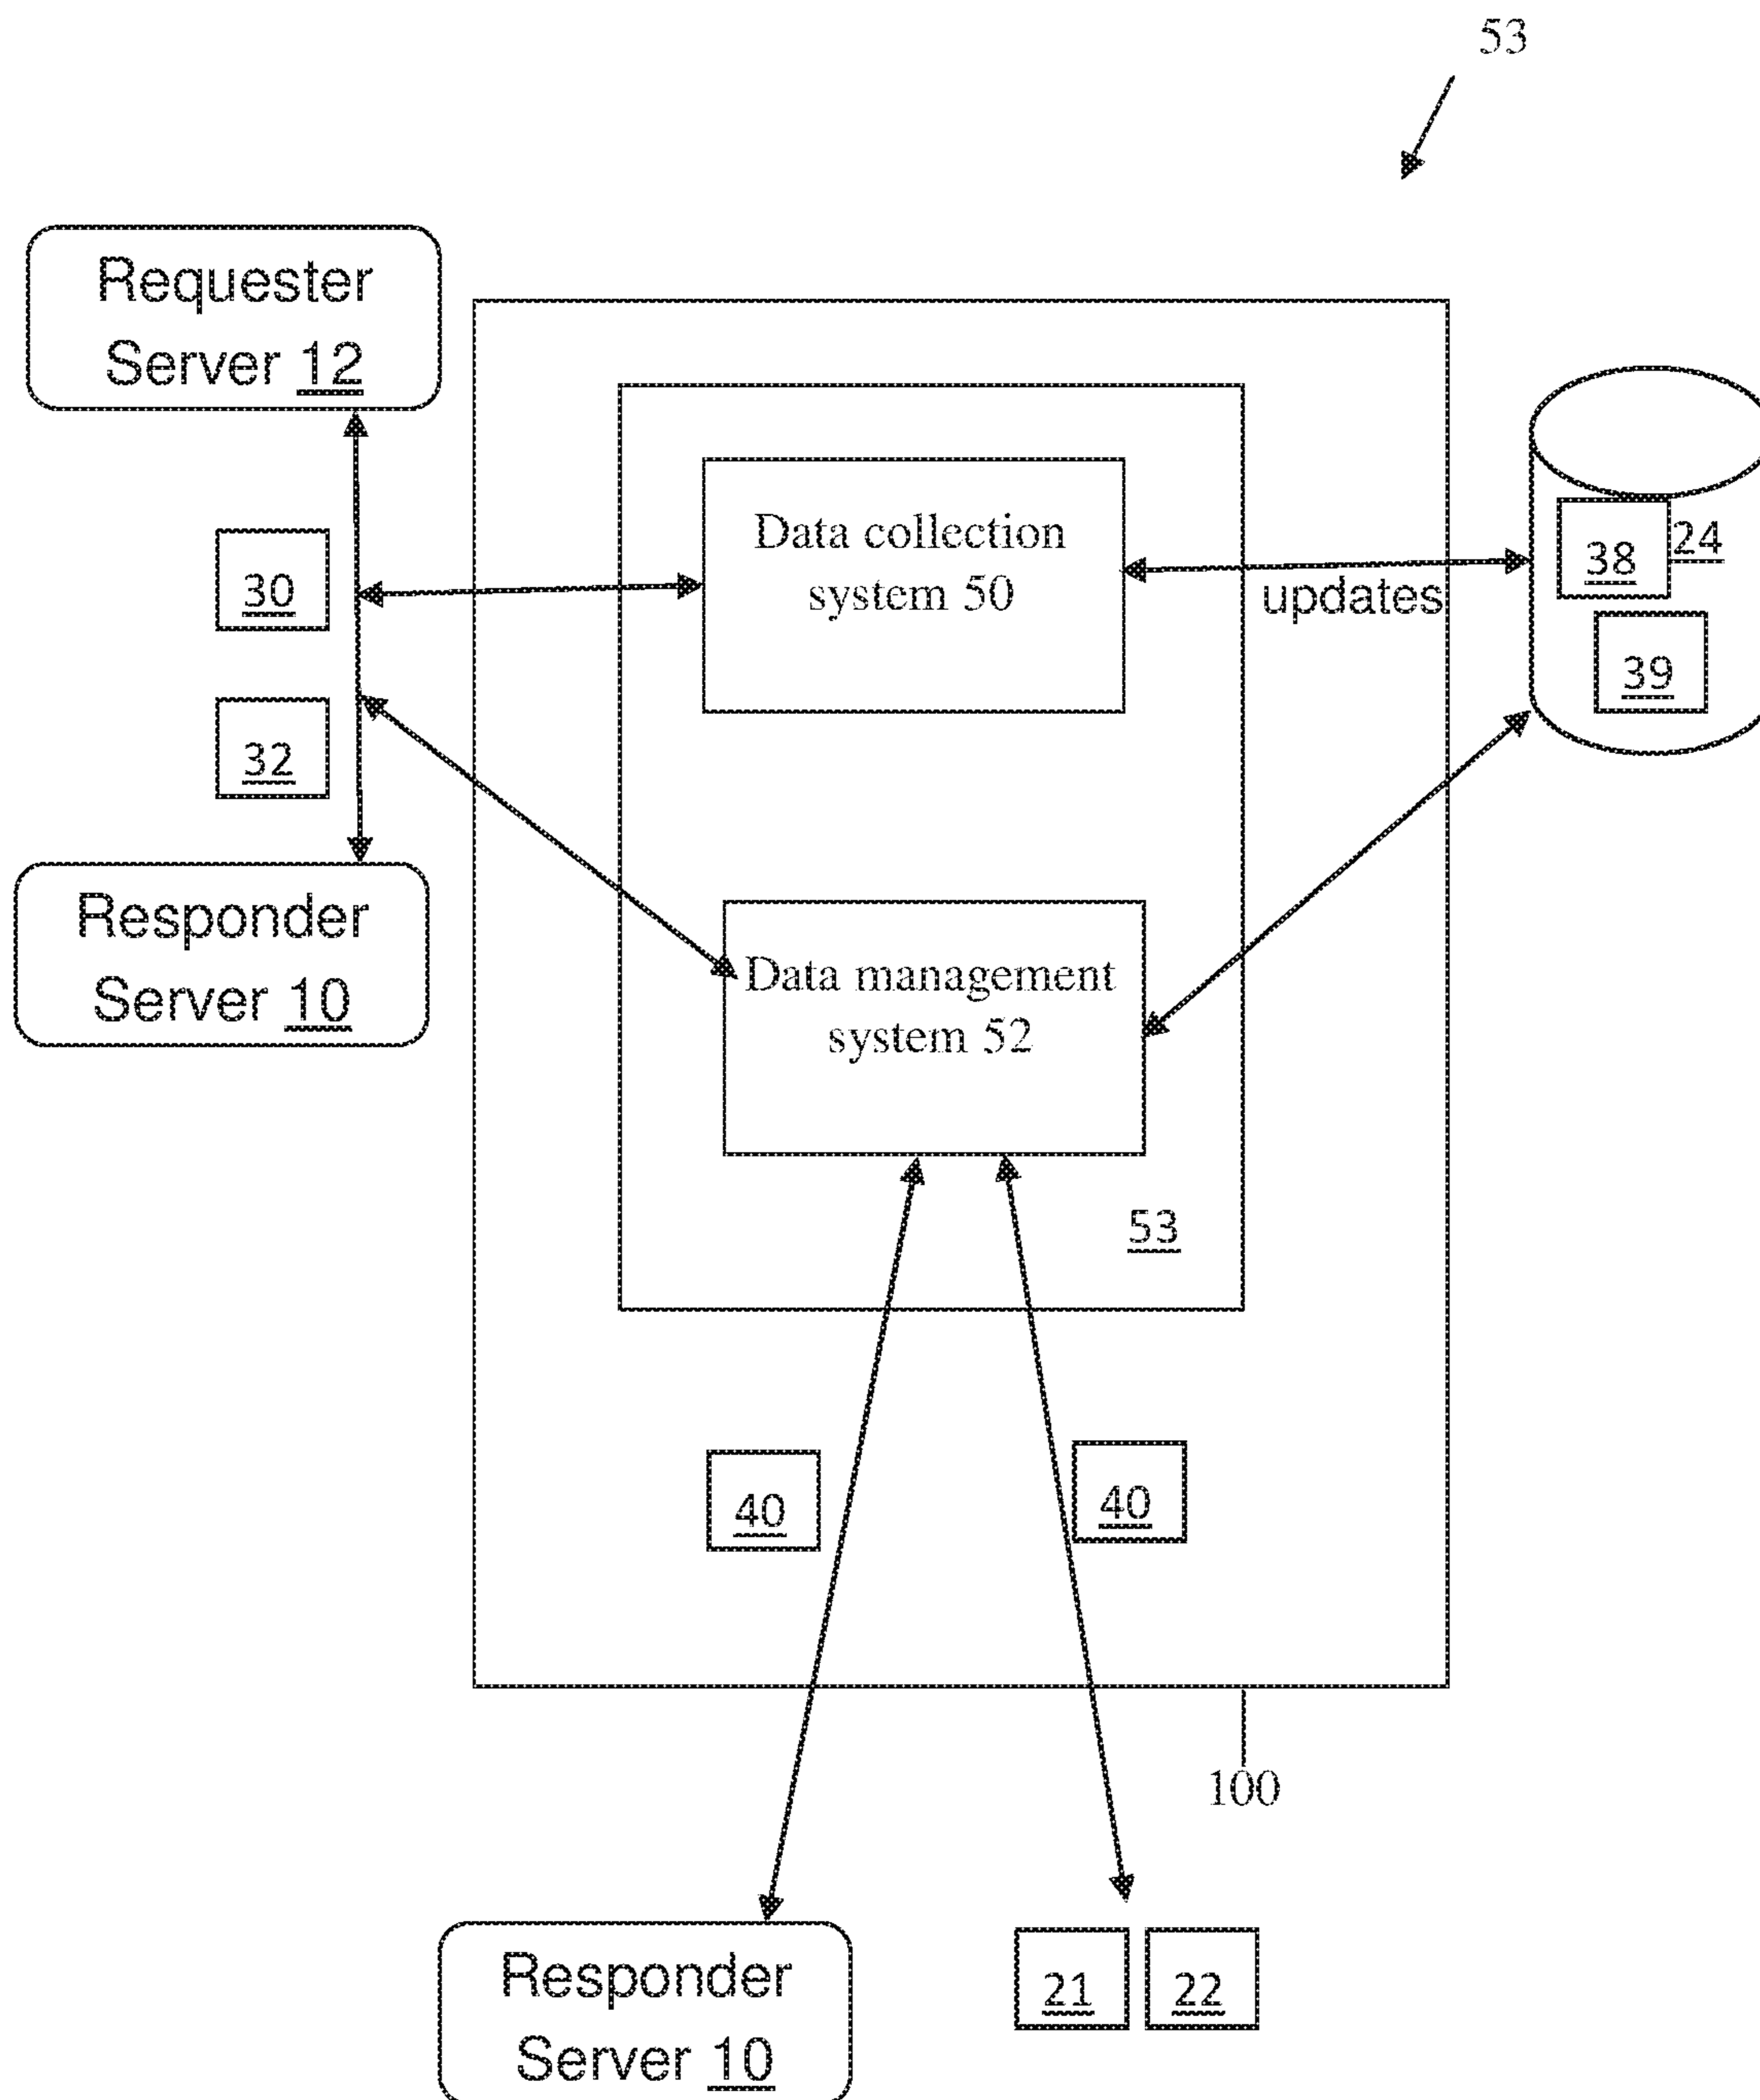 53
Requester
Server 12
Data collection
system 50
updates
38
24
39
30
32
Responder
Server 10
Data management
system 52
53
40
40
100
Responder
Server 10
21
22